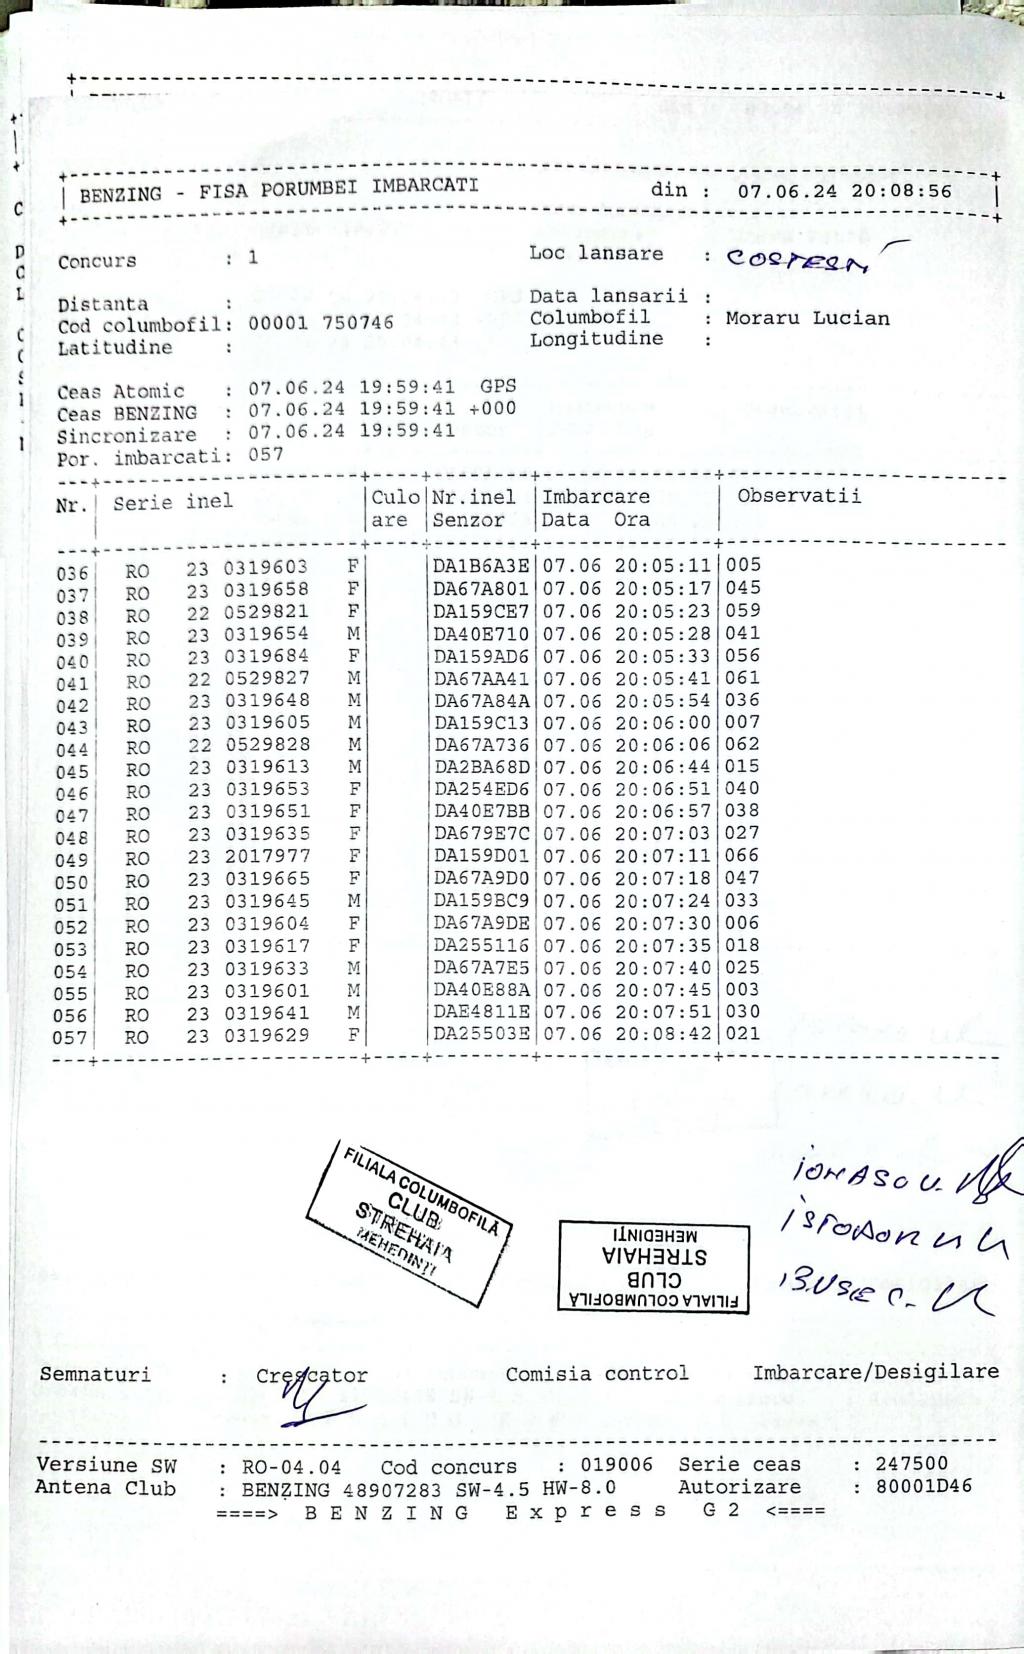 BENZING - FISA PORUMBEI IMBARCATI din : 07.06.24 20:08:56
Concurs : 1 Loc lansare : COSTESTI
Distanta : Data lansarii :
Cod columbofil: 00001 750746 Columbofil : Moraru Lucian
Latitudine : Longitudine :
Ceas Atomic : 07.06.24 19:59:41 GPS
Ceas BENZING : 07.06.24 19:59:41 +000
Sincronizare : 07.06.24 19:59:41
Por. imbarcati: 057
Nr. | Serie inel |Culo|Nr.inel |Imbarcare | Observatii
|are |Senzor |Data Ora |
036| RO 23 0319603 F| |DA1B6A3E|07.06 20:05:11|005
037| RO 23 0319658 F| |DA67A801|07.06 20:05:17|045
038| RO 22 0529821 F| |DA159CE7|07.06 20:05:23|059
039| RO 23 0319654 M| |DA40E710|07.06 20:05:28|041
040| RO 23 0319684 F| |DA159AD6|07.06 20:05:33|056
041| RO 22 0529827 M| |DA67AA41|07.06 20:05:41|061
042| RO 23 0319648 M| |DA67A84A|07.06 20:05:54|036
043| RO 23 0319605 M| |DA159C13|07.06 20:06:00|007
044| RO 22 0529828 M| |DA67A736|07.06 20:06:06|062
045| RO 23 0319613 M| |DA2BA68D|07.06 20:06:44|015
046| RO 23 0319653 F| |DA254ED6|07.06 20:06:51|040
047| RO 23 0319651 F| |DA40E7BB|07.06 20:06:57|038
048| RO 23 0319635 F| |DA679E7C|07.06 20:07:03|027
049| RO 23 2017977 F| |DA159D01|07.06 20:07:11|066
050| RO 23 0319665 F| |DA67A9D0|07.06 20:07:18|047
051| RO 23 0319645 M| |DA159BC9|07.06 20:07:24|033
052| RO 23 0319604 F| |DA67A9DE|07.06 20:07:30|006
053| RO 23 0319617 F| |DA255116|07.06 20:07:35|018
054| RO 23 0319633 M| |DA67A7E5|07.06 20:07:40|025
055| RO 23 0319601 M| |DA40E88A|07.06 20:07:45|003
056| RO 23 0319641 M| |DAE4811E|07.06 20:07:51|030
057| RO 23 0319629 F| |DA25503E|07.06 20:08:42|021
FILIALA COLUMBOFILĂ
CLUB
STREHAIA
MEHEDINȚI
FILIALA COLUMBOFILĂ
CLUB
STREHAIA
MEHEDINȚI
Semnaturi : Crescator Comisia control Imbarcare/Desigilare
Versiune SW : RO-04.04 Cod concurs : 019006 Serie ceas : 247500
Antena Club : BENZING 48907283 SW-4.5 HW-8.0 Autorizare : 80001D46
====> B E N Z I N G E x p r e s s G 2 <====